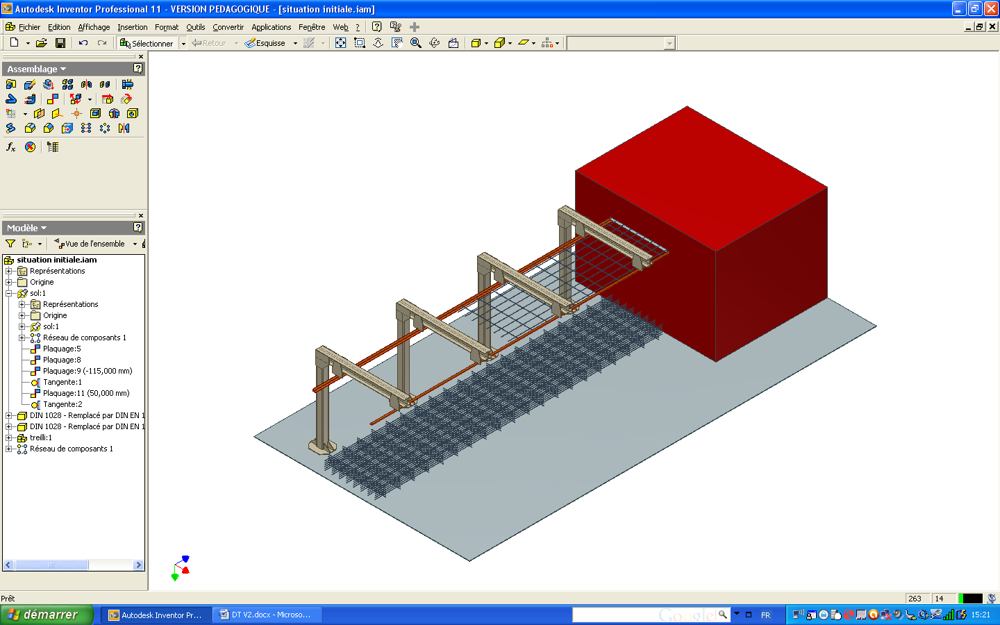 Autodesk Inventor Professional 11 - VERSION PEDAGOGIQUE - [situation initiale.iam]
Fichier Edition Affichage Insertion Format Outils Convertir Applications Fenêtre Web ?
Sélectionner Retour Esquisse
Assemblage
fx
Modèle
Vue de l'ensemble
situation initiale.iam
Représentations
Origine
sol:1
Représentations
Origine
sol:1
Réseau de composants 1
Plaquage:5
Plaquage:8
Plaquage:9 (-115,000 mm)
Tangente:1
Plaquage:11 (50,000 mm)
Tangente:2
DIN 1028 - Remplacé par DIN EN 1
DIN 1028 - Remplacé par DIN EN 1
treilli:1
Réseau de composants 1
Prêt
263 14
démarrer
Autodesk Inventor Pr...
DT V2.docx - Microso...
Google
FR
15:21